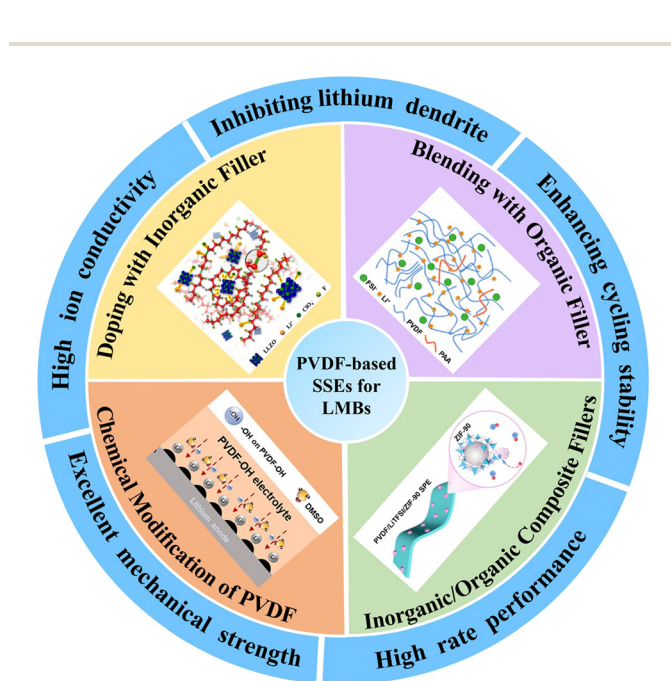 Inhibiting lithium dendrite
Enhancing cycling stability
High rate performance
Excellent mechanical strength
High ion conductivity
Doping with Inorganic Filler
LLZO
Li⁺
ClO₄⁻
F
Blending with Organic Filler
FSI⁻
Li⁺
PVDF
PAA
PVDF-based
SSEs for
LMBs
Chemical Modification of PVDF
-OH
-OH on PVDF-OH
PVDF-OH electrolyte
DMSO
Lithium anode
Inorganic/Organic Composite Fillers
ZIF-90
PVDF/LiTFSI/ZIF-90 SPE